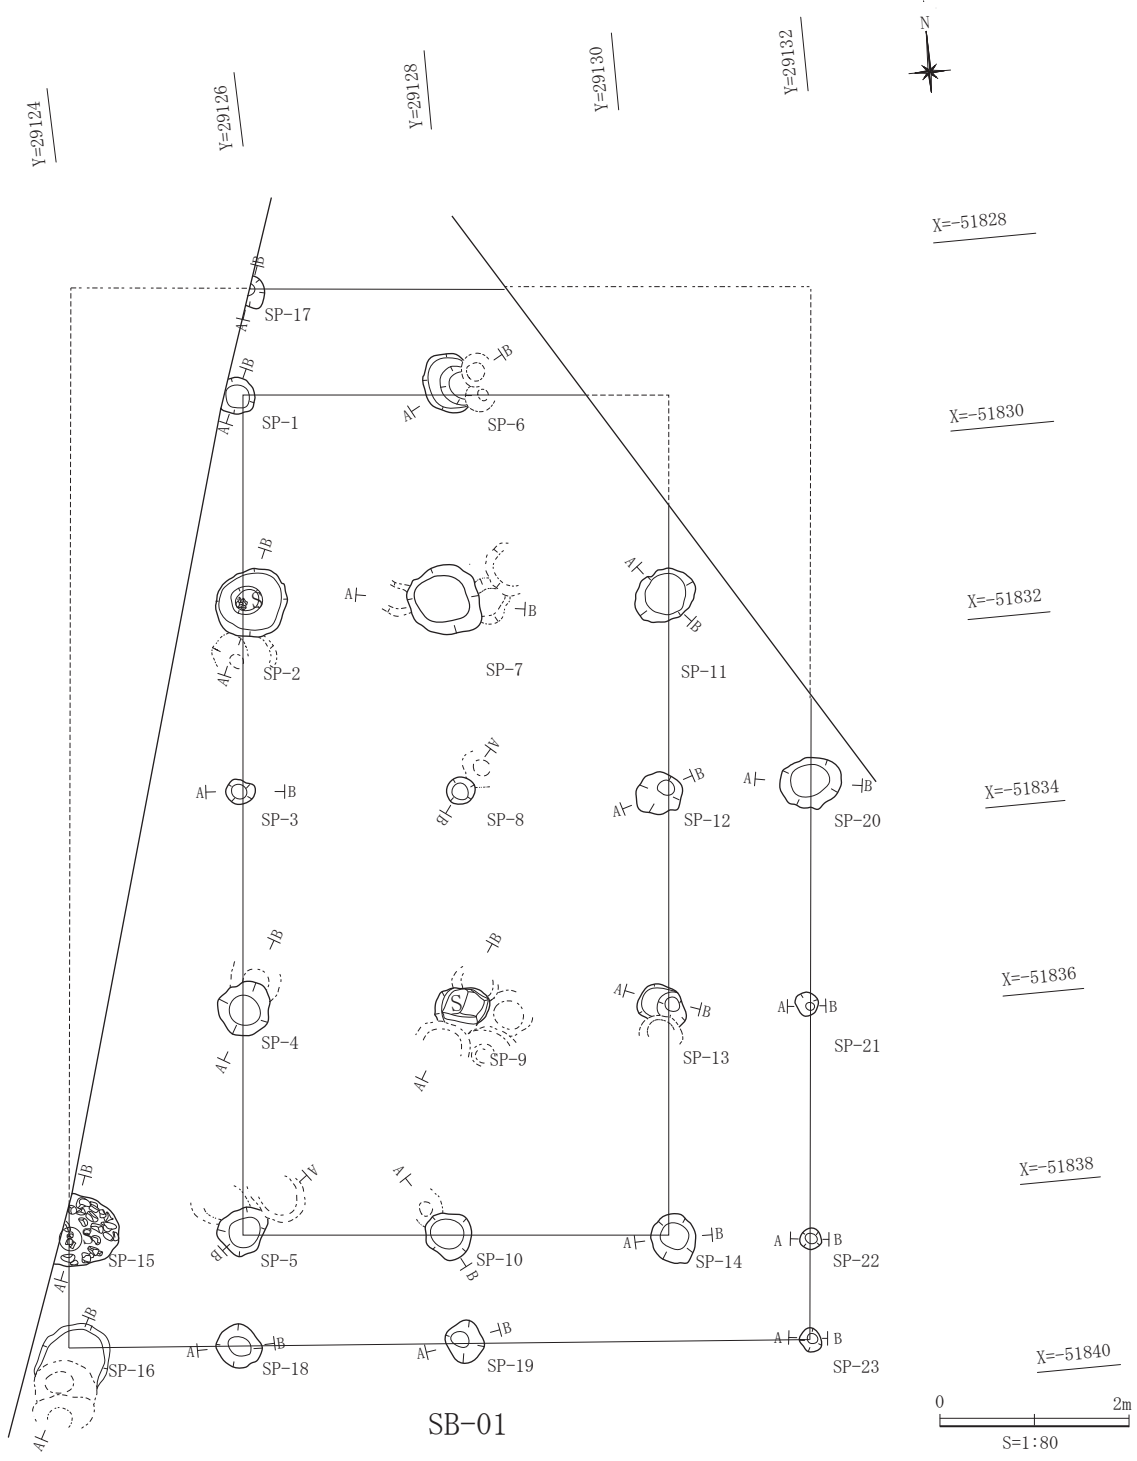 N
Y=29124
Y=29126
Y=29128
Y=29130
Y=29132
X=-51828
B
A
SP-17
B
A
SP-1
B
A
SP-6
X=-51830
B
S
A
SP-2
A
B
SP-7
A
B
SP-11
X=-51832
A
B
SP-3
A
B
SP-8
B
A
SP-12
A
B
SP-20
X=-51834
B
A
SP-4
B
S
A
SP-9
A
B
SP-13
A
B
SP-21
X=-51836
B
A
SP-15
A
B
SP-5
A
B
SP-10
A
B
SP-14
A
B
SP-22
X=-51838
B
A
SP-16
A
B
SP-18
A
B
SP-19
A
B
SP-23
X=-51840
SB-01
0
2m
S=1:80